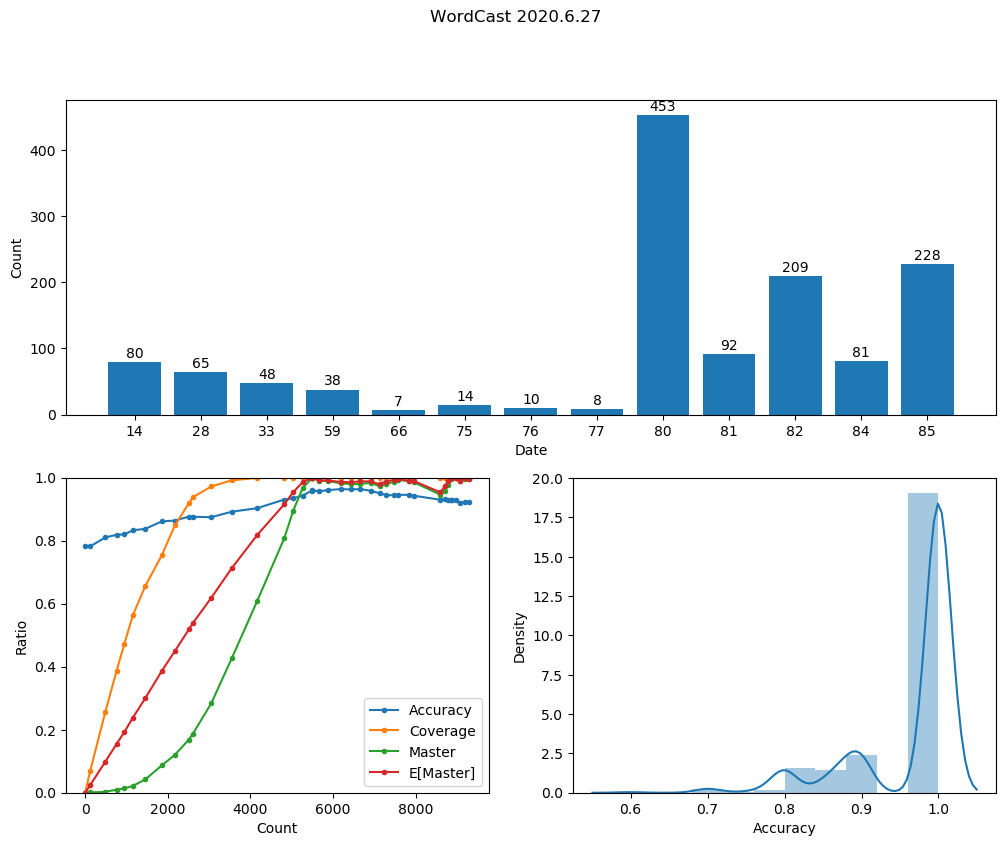 WordCast 2020.6.27
Count
400
300
200
100
0
80
65
48
38
7
14
10
8
453
92
209
81
228
14 28 33 59 66 75 76 77 80 81 82 84 85
Date
Ratio
1.0
0.8
0.6
0.4
0.2
0.0
Accuracy
Coverage
Master
E[Master]
0 2000 4000 6000 8000
Count
Density
20.0
17.5
15.0
12.5
10.0
7.5
5.0
2.5
0.0
0.6 0.7 0.8 0.9 1.0
Accuracy